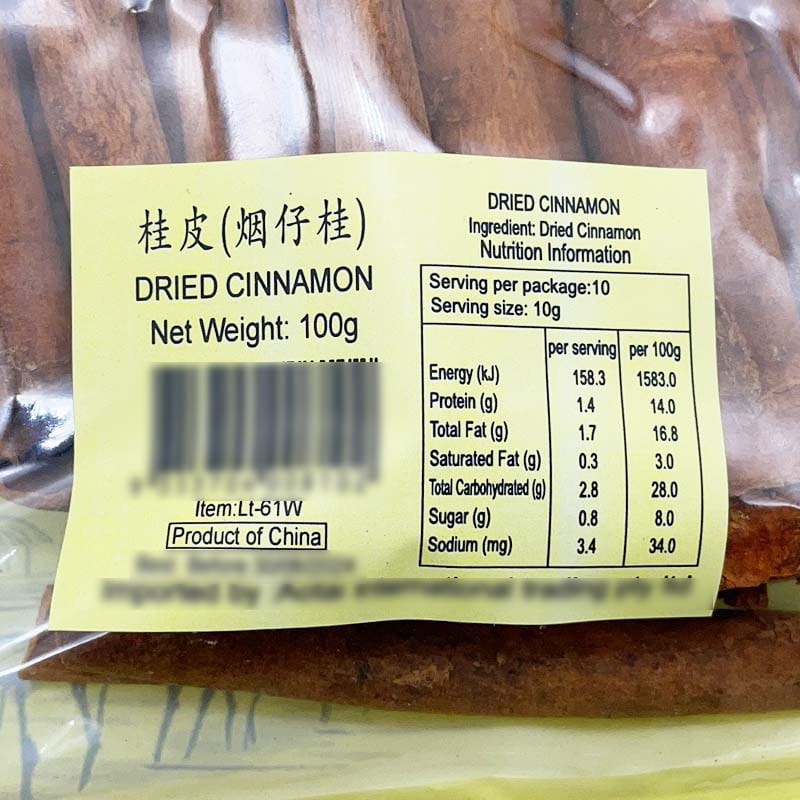 桂皮(烟仔桂)
DRIED CINNAMON
Net Weight: 100g
Item:Lt-61W
Product of China
DRIED CINNAMON
Ingredient: Dried Cinnamon
Nutrition Information
Serving per package:10
Serving size: 10g
per serving per 100g
Energy (kJ) 158.3 1583.0
Protein (g) 1.4 14.0
Total Fat (g) 1.7 16.8
Saturated Fat (g) 0.3 3.0
Total Carbohydrated (g) 2.8 28.0
Sugar (g) 0.8 8.0
Sodium (mg) 3.4 34.0